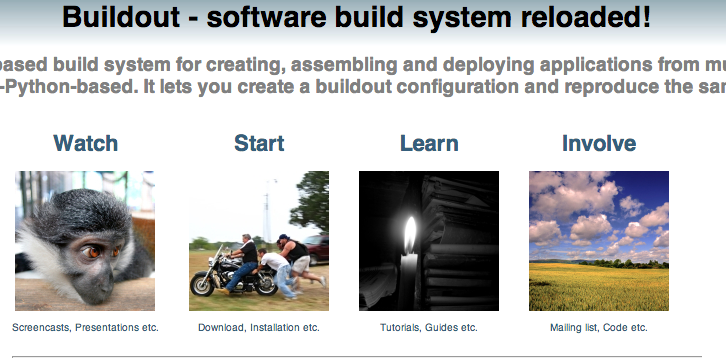 Buildout - software build system reloaded!
based build system for creating, assembling and deploying applications from
-Python-based. It lets you create a buildout configuration and reproduce the
Watch Start Learn Involve
Screencasts, Presentations etc. Download, Installation etc. Tutorials, Guides etc. Mailing list, Code etc.